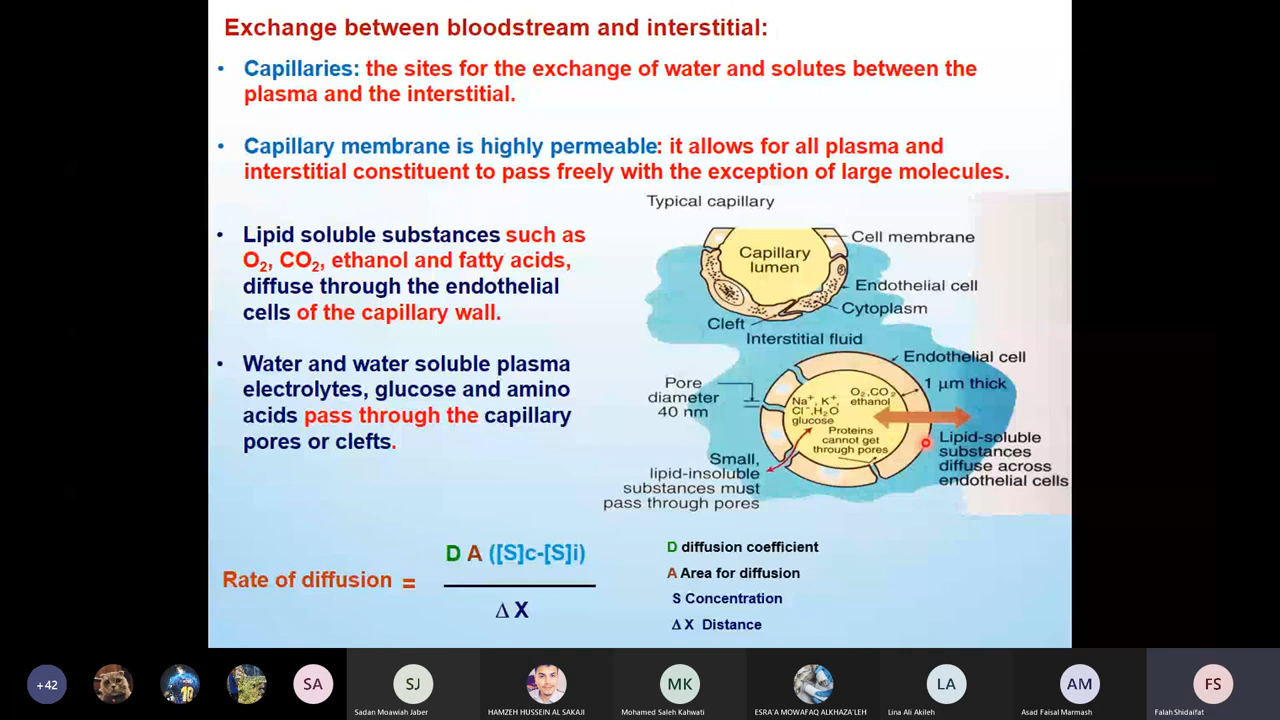 Exchange between bloodstream and interstitial:
• Capillaries: the sites for the exchange of water and solutes between the
plasma and the interstitial.
• Capillary membrane is highly permeable: it allows for all plasma and
interstitial constituent to pass freely with the exception of large molecules.
• Lipid soluble substances such as
O₂, CO₂, ethanol and fatty acids,
diffuse through the endothelial
cells of the capillary wall.
• Water and water soluble plasma
electrolytes, glucose and amino
acids pass through the capillary
pores or clefts.
Typical capillary
Cell membrane
Capillary
lumen
Endothelial cell
Cytoplasm
Cleft
Interstitial fluid
Endothelial cell
Pore
diameter
40 nm
1 μm thick
O₂,CO₂
ethanol
Na⁺, K⁺,
Cl⁻,H₂O
glucose
Proteins
cannot get
through pores
Lipid-soluble
substances
diffuse across
endothelial cells
Small,
lipid-insoluble
substances must
pass through pores
Rate of diffusion =
D A ([S]c-[S]i)
Δ X
D diffusion coefficient
A Area for diffusion
S Concentration
Δ X Distance
+42
10
SA
SJ
Sadan Moawiah Jaber
HAMZEH HUSSEIN AL SAKAJI
MK
Mohamed Saleh Kahwati
ESRA'A MOWAFAQ ALKHAZA'LEH
LA
Lina Ali Akileh
AM
Asad Faisal Marmash
FS
Falah Shidaifat